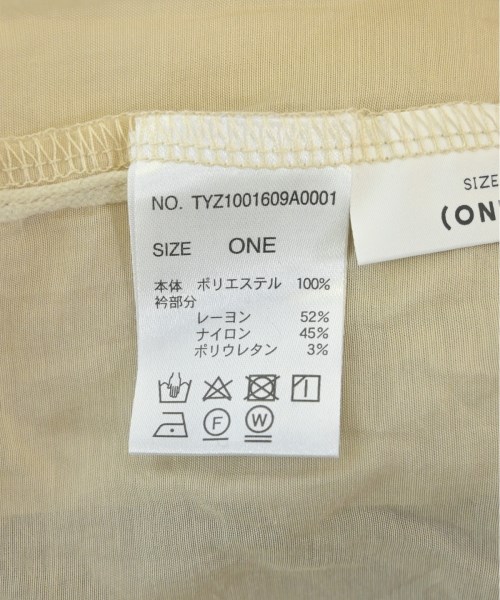 NO. TYZ1001609A0001
SIZE ONE
本体 ポリエステル 100%
衿部分
レーヨン 52%
ナイロン 45%
ポリウレタン 3%
F W
SIZE
(ON